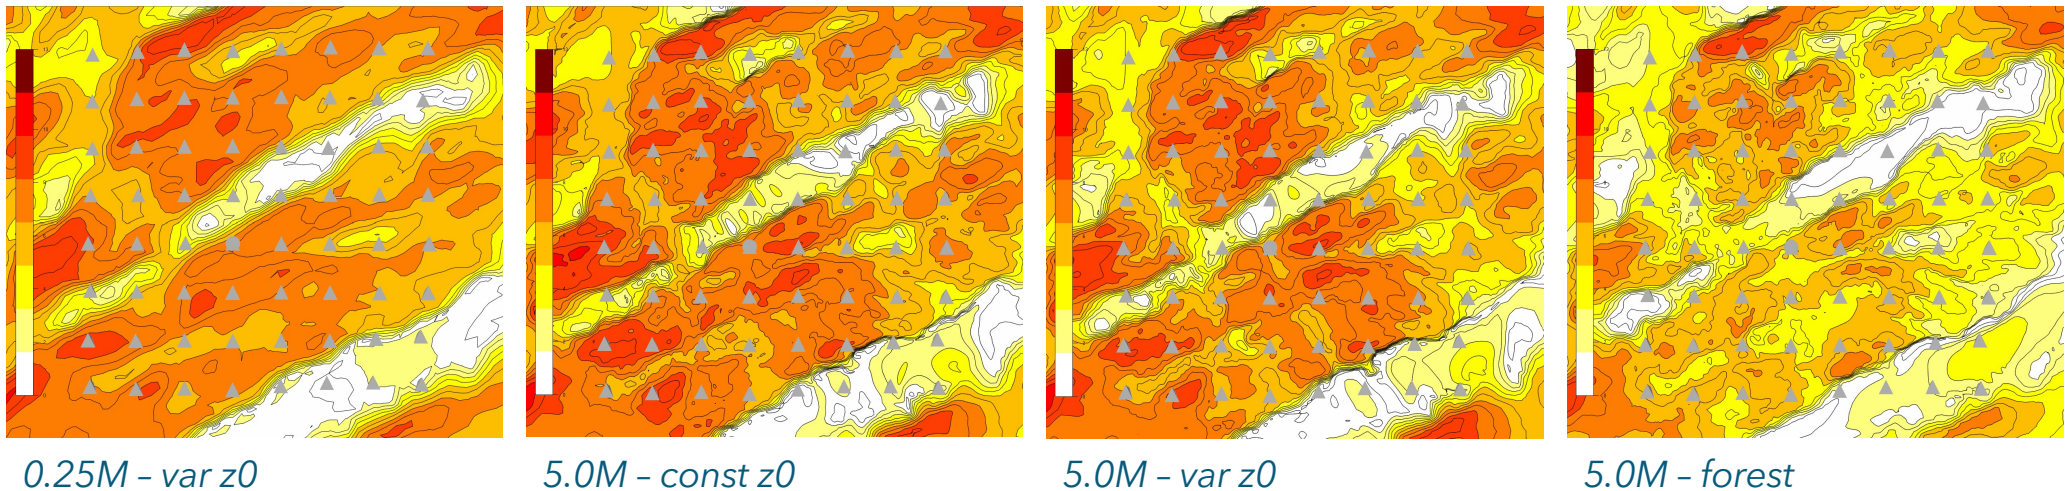 0.25M – var z0
5.0M – const z0
5.0M – var z0
5.0M – forest